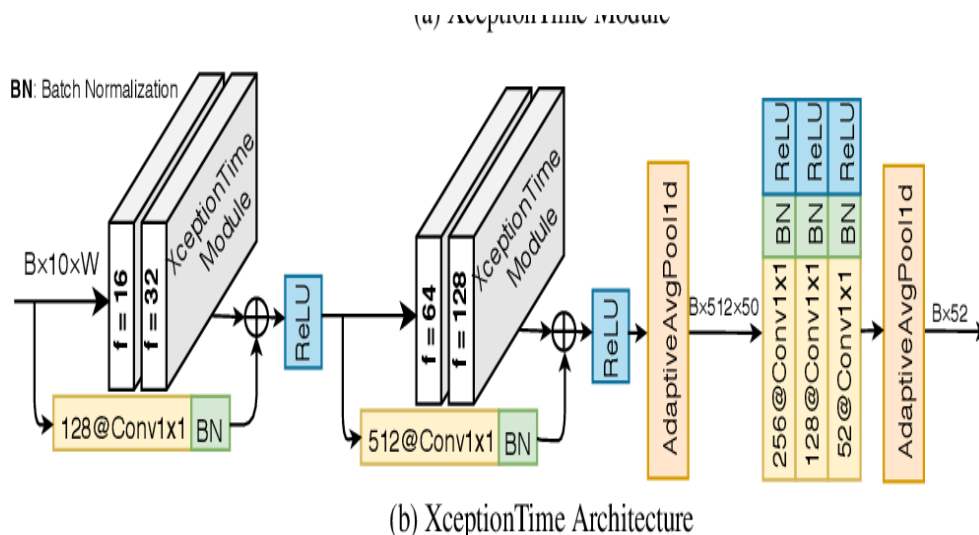 (a) XceptionTime Module
BN: Batch Normalization
B×10×W
f = 16
f = 32
XceptionTime
Module
128@Conv1x1
BN
ReLU
f = 64
f = 128
XceptionTime
Module
512@Conv1x1
BN
ReLU
AdaptiveAvgPool1d
B×512×50
256@Conv1x1 BN ReLU
128@Conv1x1 BN ReLU
52@Conv1x1 BN ReLU
AdaptiveAvgPool1d
B×52
(b) XceptionTime Architecture